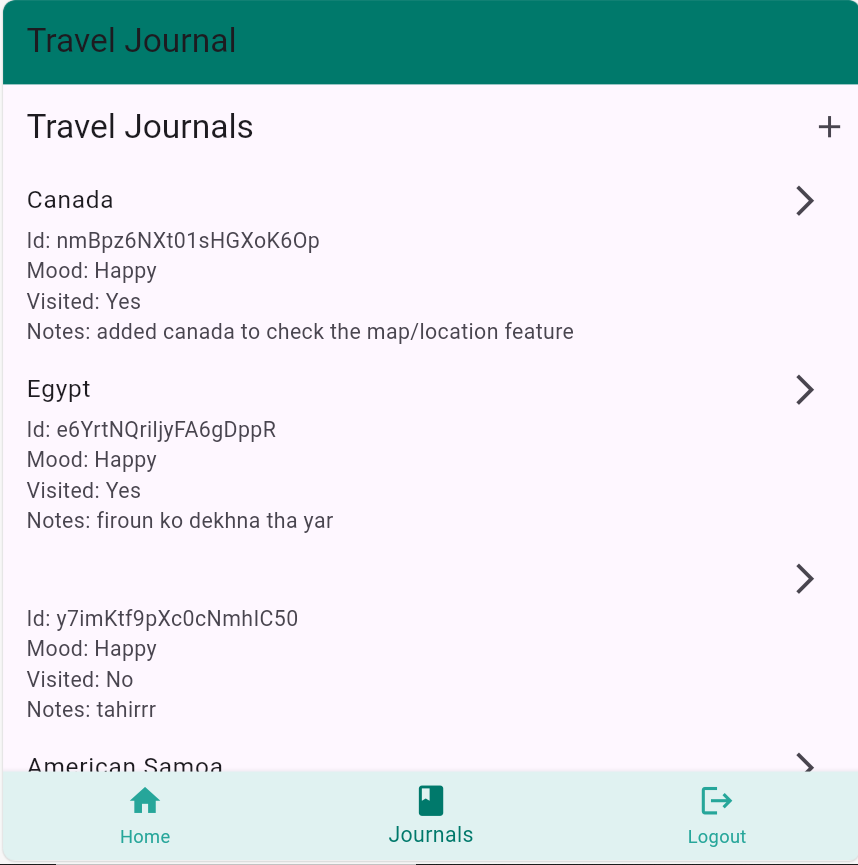 Travel Journal
Travel Journals
Canada
Id: nmBpz6NXt01sHGXoK6Op
Mood: Happy
Visited: Yes
Notes: added canada to check the map/location feature
Egypt
Id: e6YrtNQriljyFA6gDppR
Mood: Happy
Visited: Yes
Notes: firoun ko dekhna tha yar
Id: y7imKtf9pXc0cNmhIC50
Mood: Happy
Visited: No
Notes: tahirrr
American Samoa
Home
Journals
Logout